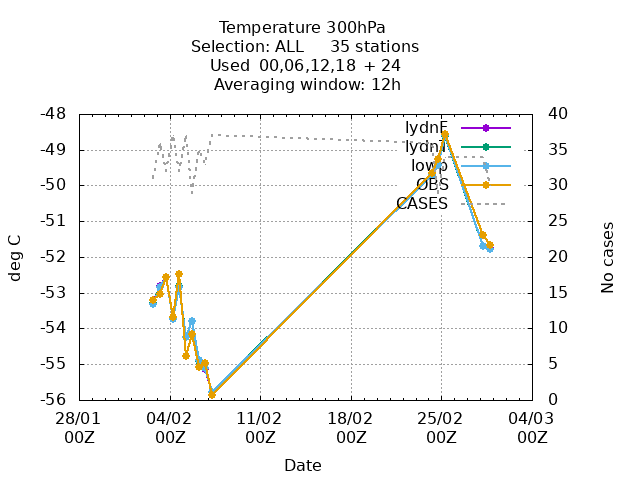 Temperature 300hPa
Selection: ALL 35 stations
Used 00,06,12,18 + 24
Averaging window: 12h
-48
-49
-50
-51
-52
-53
-54
-55
-56
deg C
40
35
30
25
20
15
10
5
0
No cases
lydnF
lydnT
lowp
OBS
CASES
28/01 04/02 11/02 18/02 25/02 04/03
00Z 00Z 00Z 00Z 00Z 00Z
Date